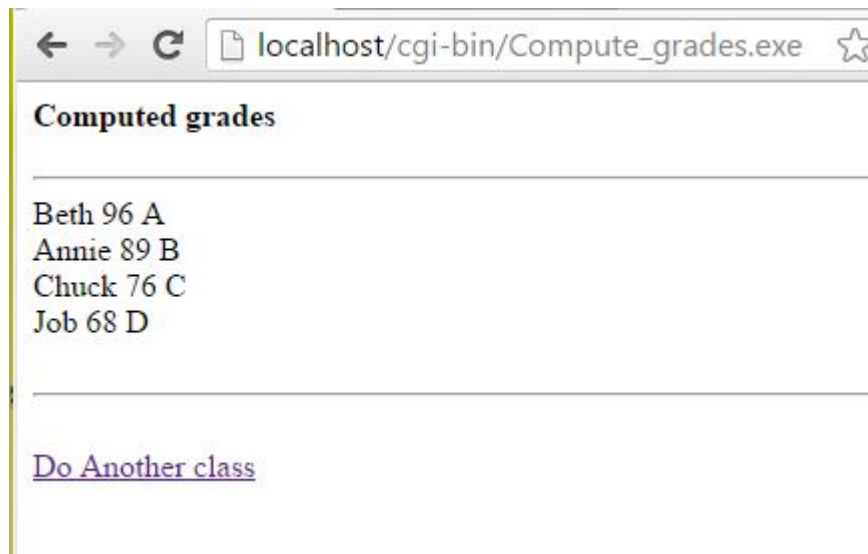 localhost/cgi-bin/Compute_grades.exe
Computed grades
Beth 96 A
Annie 89 B
Chuck 76 C
Job 68 D
Do Another class